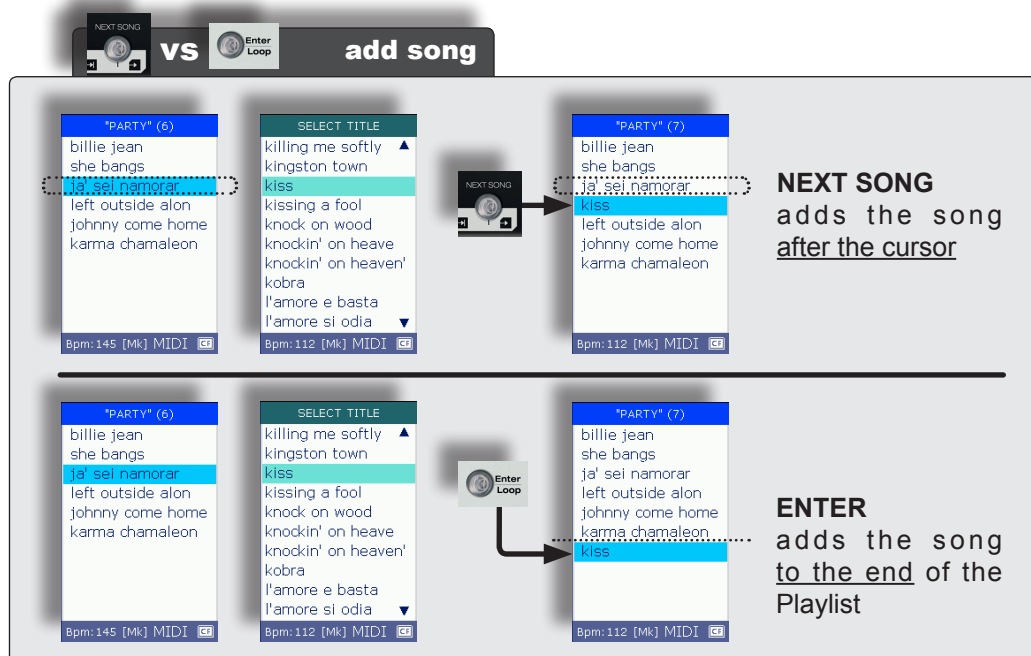 NEXT SONG
vs
Enter
Loop
add song
"PARTY" (6)
billie jean
she bangs
ja' sei namorar
left outside alon
johnny come home
karma chamaleon
Bpm:145 [Mk] MIDI CF
SELECT TITLE
killing me softly ▲
kingston town
kiss
kissing a fool
knock on wood
knockin' on heave
knockin' on heaven'
kobra
l'amore e basta
l'amore si odia ▼
Bpm:112 [Mk] MIDI CF
NEXT SONG
"PARTY" (7)
billie jean
she bangs
ja' sei namorar
kiss
left outside alon
johnny come home
karma chamaleon
Bpm:112 [Mk] MIDI CF
NEXT SONG
adds the song
after the cursor
"PARTY" (6)
billie jean
she bangs
ja' sei namorar
left outside alon
johnny come home
karma chamaleon
Bpm:145 [Mk] MIDI CF
SELECT TITLE
killing me softly ▲
kingston town
kiss
kissing a fool
knock on wood
knockin' on heave
knockin' on heaven'
kobra
l'amore e basta
l'amore si odia ▼
Bpm:112 [Mk] MIDI CF
Enter
Loop
"PARTY" (7)
billie jean
she bangs
ja' sei namorar
left outside alon
johnny come home
karma chamaleon
kiss
Bpm:112 [Mk] MIDI CF
ENTER
adds the song
to the end of the
Playlist